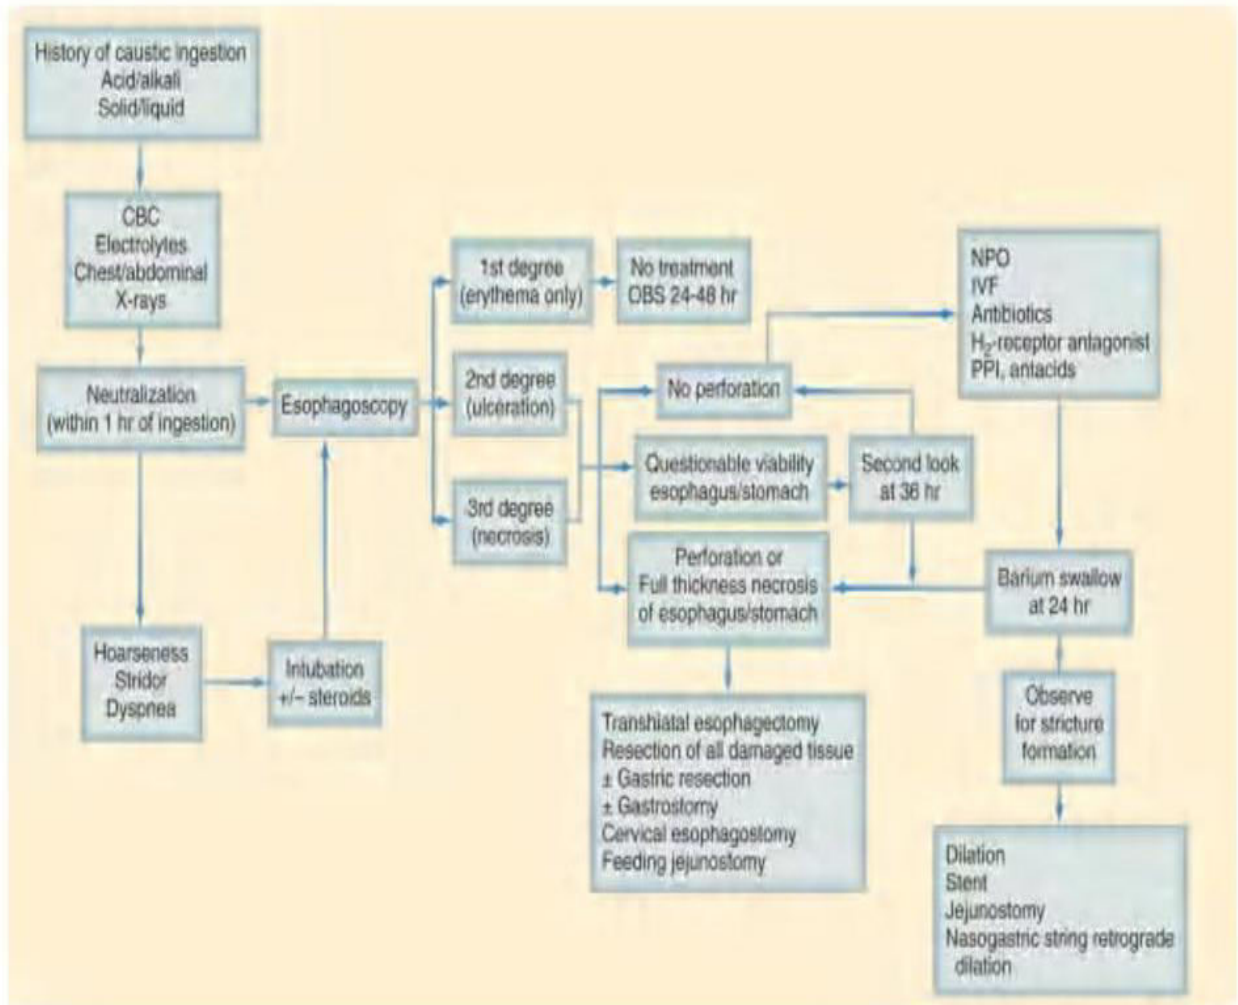 History of caustic ingestion
Acid/alkali
Solid/liquid
CBC
Electrolytes
Chest/abdominal
X-rays
Neutralization
(within 1 hr of ingestion)
Hoarseness
Stridor
Dyspnea
Intubation
+/– steroids
Esophagoscopy
1st degree
(erythema only)
No treatment
OBS 24-48 hr
2nd degree
(ulceration)
3rd degree
(necrosis)
No perforation
Questionable viability
esophagus/stomach
Second look
at 36 hr
Perforation or
Full thickness necrosis
of esophagus/stomach
Transhiatal esophagectomy
Resection of all damaged tissue
± Gastric resection
± Gastrostomy
Cervical esophagostomy
Feeding jejunostomy
NPO
IVF
Antibiotics
H₂-receptor antagonist
PPI, antacids
Barium swallow
at 24 hr
Observe
for stricture
formation
Dilation
Stent
Jejunostomy
Nasogastric string retrograde
dilation